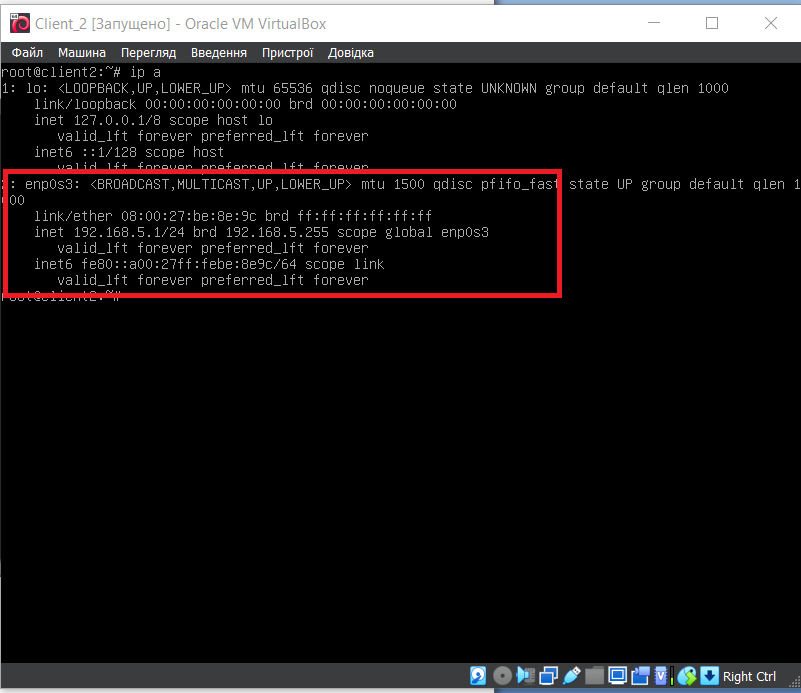 Client_2 [Запущено] - Oracle VM VirtualBox
Файл Машина Перегляд Введення Пристрої Довідка
root@client2:~# ip a
1: lo: <LOOPBACK,UP,LOWER_UP> mtu 65536 qdisc noqueue state UNKNOWN group default qlen 1000
link/loopback 00:00:00:00:00:00 brd 00:00:00:00:00:00
inet 127.0.0.1/8 scope host lo
valid_lft forever preferred_lft forever
inet6 ::1/128 scope host
valid_lft forever preferred_lft forever
2: enp0s3: <BROADCAST,MULTICAST,UP,LOWER_UP> mtu 1500 qdisc pfifo_fast state UP group default qlen 1
000
link/ether 08:00:27:be:8e:9c brd ff:ff:ff:ff:ff:ff
inet 192.168.5.1/24 brd 192.168.5.255 scope global enp0s3
valid_lft forever preferred_lft forever
inet6 fe80::a00:27ff:febe:8e9c/64 scope link
valid_lft forever preferred_lft forever
root@client2:~#
Right Ctrl